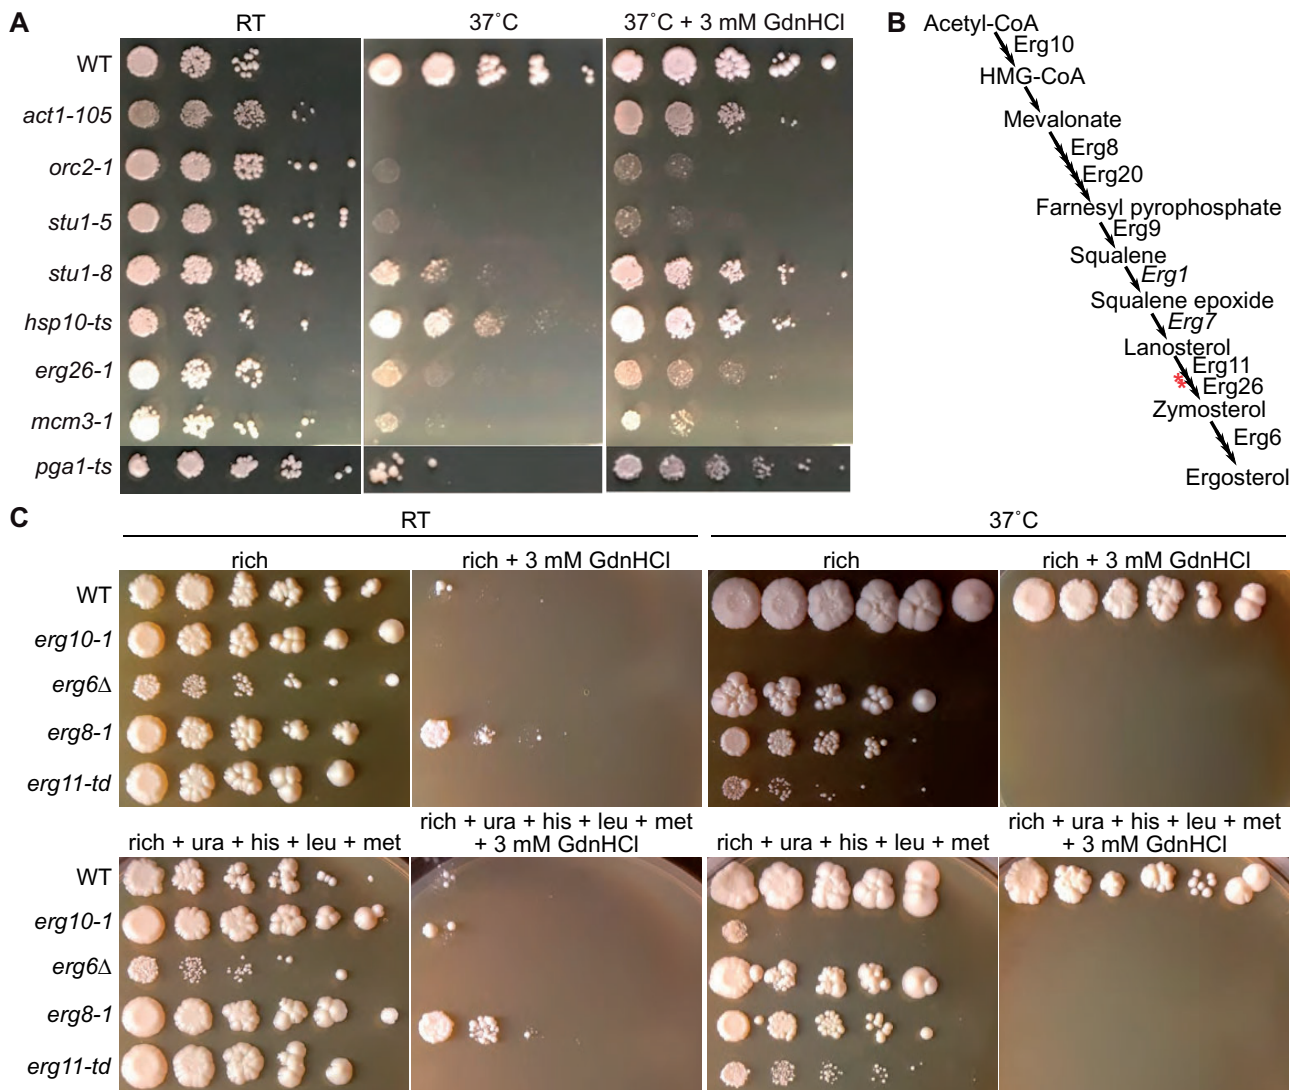 A
RT
37˚C
37˚C + 3 mM GdnHCl
WT
act1-105
orc2-1
stu1-5
stu1-8
hsp10-ts
erg26-1
mcm3-1
pga1-ts
B
Acetyl-CoA
Erg10
HMG-CoA
Mevalonate
Erg8
Erg20
Farnesyl pyrophosphate
Erg9
Squalene
Erg1
Squalene epoxide
Erg7
Lanosterol
Erg11
**
Erg26
Zymosterol
Erg6
Ergosterol
C
RT
37˚C
rich
rich + 3 mM GdnHCl
rich
rich + 3 mM GdnHCl
WT
erg10-1
erg6Δ
erg8-1
erg11-td
rich + ura + his + leu + met
rich + ura + his + leu + met
+ 3 mM GdnHCl
rich + ura + his + leu + met
rich + ura + his + leu + met
+ 3 mM GdnHCl
WT
erg10-1
erg6Δ
erg8-1
erg11-td